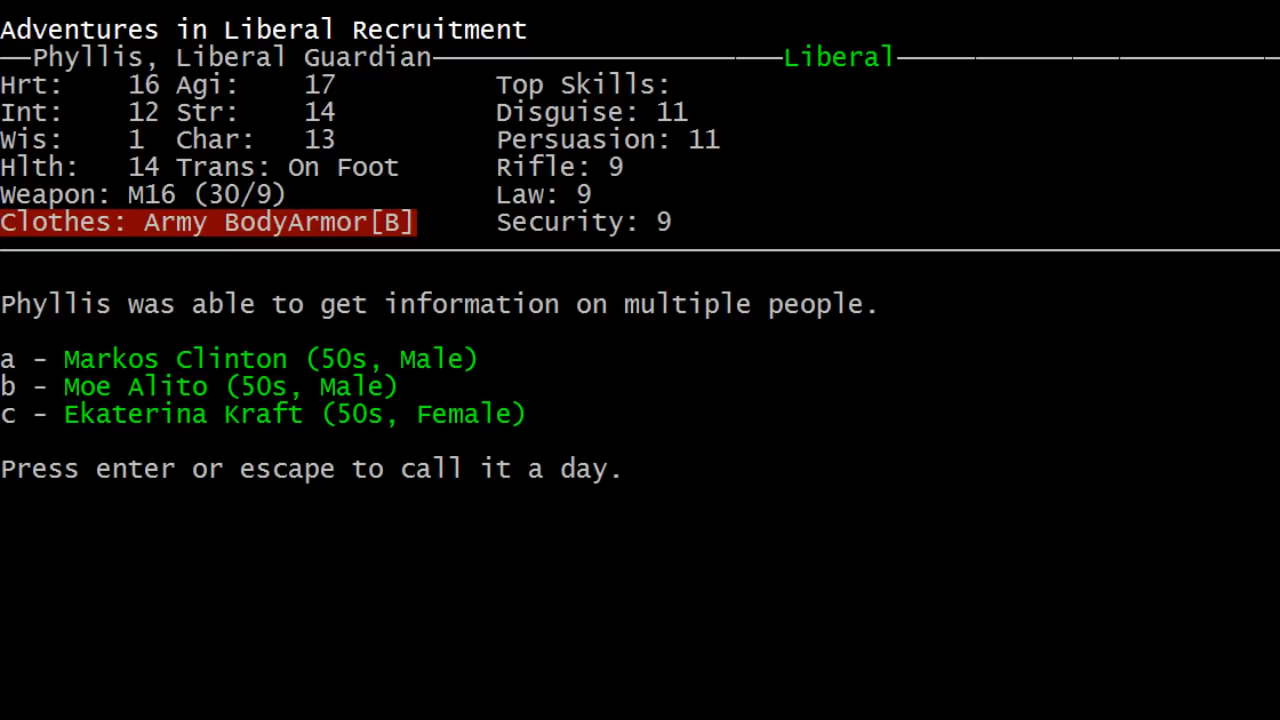 Adventures in Liberal Recruitment
Phyllis, Liberal Guardian Liberal
Hrt: 16 Agi: 17 Top Skills:
Int: 12 Str: 14 Disguise: 11
Wis: 1 Char: 13 Persuasion: 11
Hlth: 14 Trans: On Foot Rifle: 9
Weapon: M16 (30/9) Law: 9
Clothes: Army BodyArmor[B] Security: 9
Phyllis was able to get information on multiple people.
a - Markos Clinton (50s, Male)
b - Moe Alito (50s, Male)
c - Ekaterina Kraft (50s, Female)
Press enter or escape to call it a day.